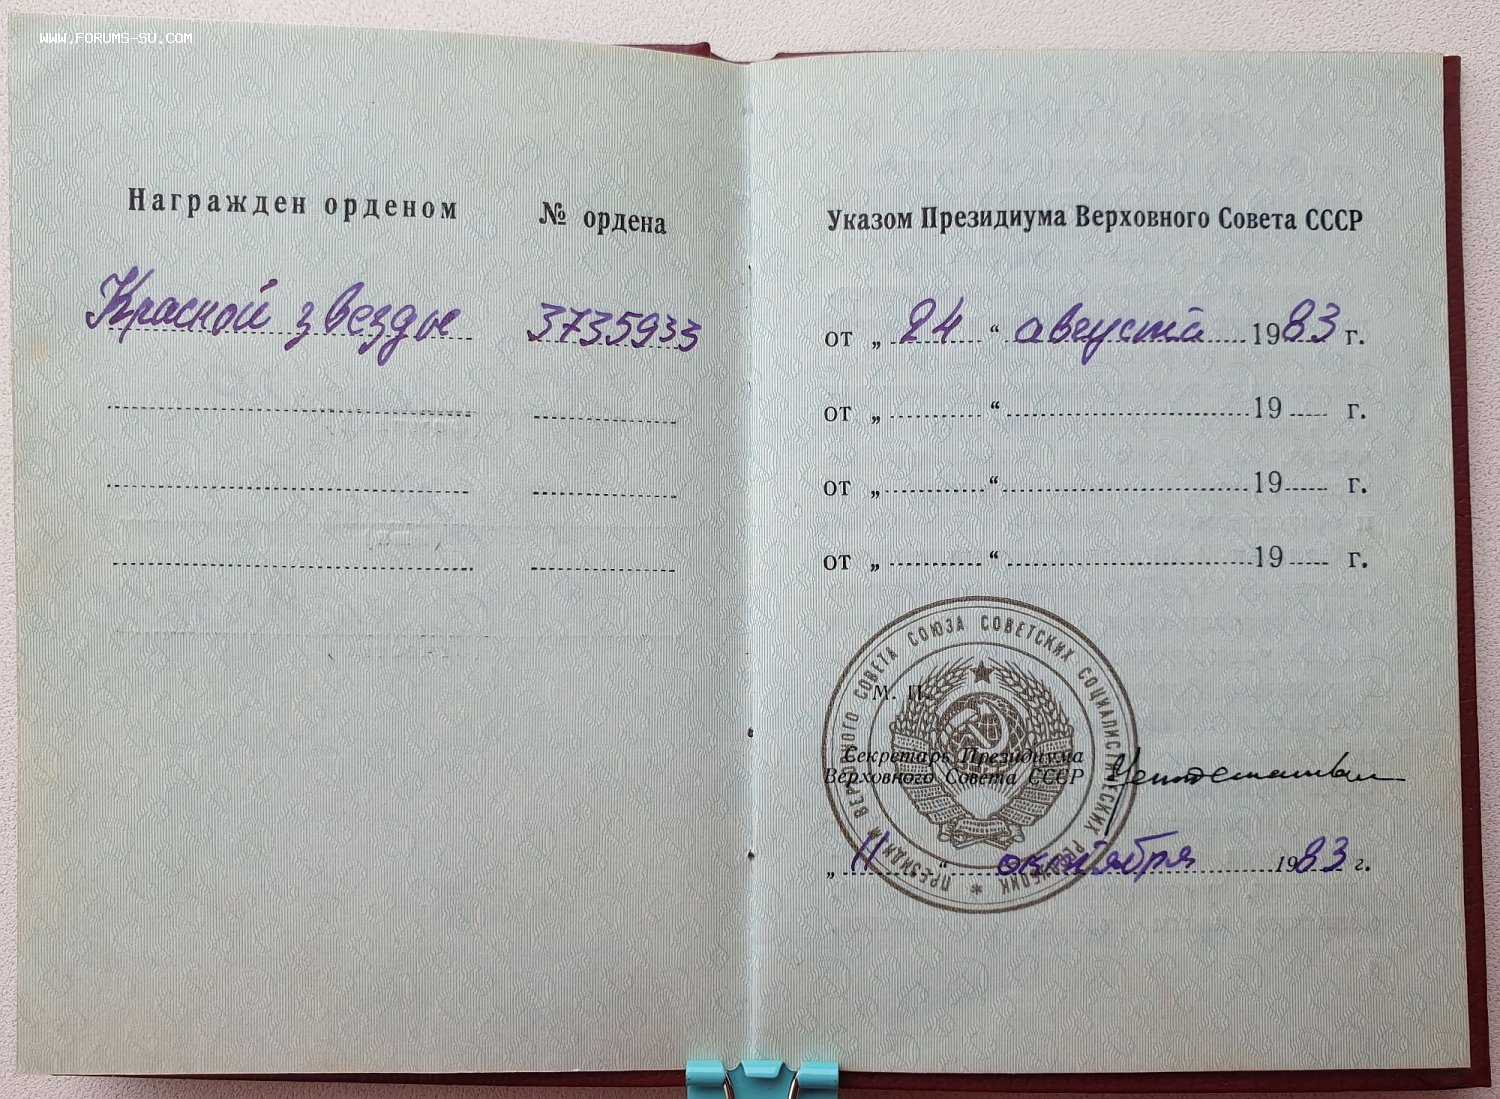 WWW.FORUMS-SU.COM
Награжден орденом
№ ордена
Красной звезды
3735933
Указом Президиума Верховного Совета СССР
от „ 24 “ августа 1983 г.
от „ “ 19 г.
от „ “ 19 г.
от „ “ 19 г.
ПРЕЗИДИУМ ВЕРХОВНОГО СОВЕТА СОЮЗА СОВЕТСКИХ СОЦИАЛИСТИЧЕСКИХ РЕСПУБЛИК *
М. П.
Секретарь Президиума
Верховного Совета СССР
„ 11 “ октября 1983 г.